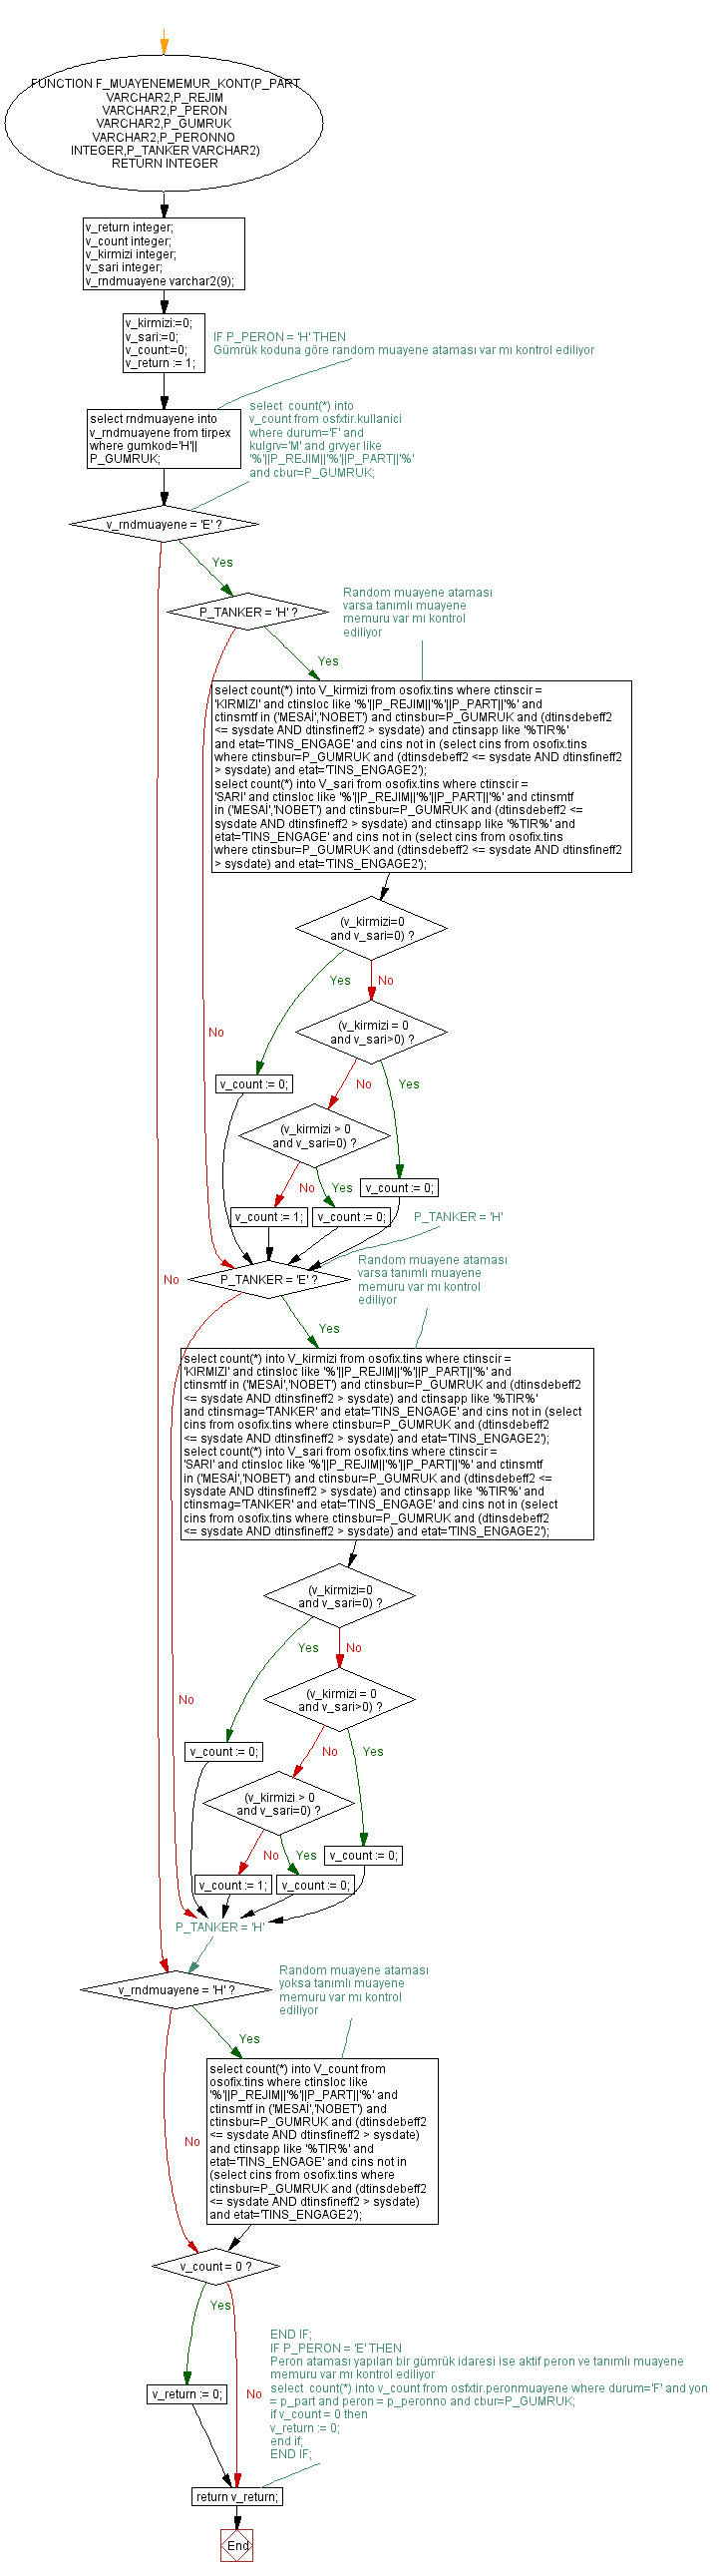 FUNCTION F_MUAYENEMEMUR_KONT(P_PART
VARCHAR2,P_REJIM
VARCHAR2,P_PERON
VARCHAR2,P_GUMRUK
VARCHAR2,P_PERONNO
INTEGER,P_TANKER VARCHAR2)
RETURN INTEGER
v_return integer;
v_count integer;
v_kirmizi integer;
v_sari integer;
v_rndmuayene varchar2(9);
v_kirmizi:=0;
v_sari:=0;
v_count:=0;
v_return := 1;
IF P_PERON = 'H' THEN
Gümrük koduna göre random muayene ataması var mı kontrol ediliyor
select rndmuayene into
v_rndmuayene from tirpex
where gumkod='H'||
P_GUMRUK;
select  count(*) into
v_count from osfxtir.kullanici
where durum='F' and
kulgrv='M' and grvyer like
'%'||P_REJIM||'%'||P_PART||'%'
and cbur=P_GUMRUK;
v_rndmuayene = 'E' ?
Yes
P_TANKER = 'H' ?
Random muayene ataması
varsa tanımlı muayene
memuru var mı kontrol
ediliyor
Yes
select count(*) into V_kirmizi from osofix.tins where ctinscir =
'KIRMIZI' and ctinsloc like '%'||P_REJIM||'%'||P_PART||'%' and
ctinsmtf in ('MESAİ','NOBET') and ctinsbur=P_GUMRUK and (dtinsdebeff2
<= sysdate AND dtinsfineff2 > sysdate) and ctinsapp like '%TIR%'
and etat='TINS_ENGAGE' and cins not in (select cins from osofix.tins
where ctinsbur=P_GUMRUK and (dtinsdebeff2 <= sysdate AND dtinsfineff2
> sysdate) and etat='TINS_ENGAGE2');
select count(*) into V_sari from osofix.tins where ctinscir =
'SARI' and ctinsloc like '%'||P_REJIM||'%'||P_PART||'%' and ctinsmtf
in ('MESAİ','NOBET') and ctinsbur=P_GUMRUK and (dtinsdebeff2 <=
sysdate AND dtinsfineff2 > sysdate) and ctinsapp like '%TIR%' and
etat='TINS_ENGAGE' and cins not in (select cins from osofix.tins
where ctinsbur=P_GUMRUK and (dtinsdebeff2 <= sysdate AND dtinsfineff2
> sysdate) and etat='TINS_ENGAGE2');
(v_kirmizi=0
and v_sari=0) ?
Yes
No
(v_kirmizi = 0
and v_sari>0) ?
No
No
Yes
v_count := 0;
(v_kirmizi > 0
and v_sari=0) ?
No
Yes
v_count := 0;
v_count := 1;
v_count := 0;
P_TANKER = 'H'
Random muayene ataması
varsa tanımlı muayene
memuru var mı kontrol
ediliyor
No
P_TANKER = 'E' ?
Yes
select count(*) into V_kirmizi from osofix.tins where ctinscir =
'KIRMIZI' and ctinsloc like '%'||P_REJIM||'%'||P_PART||'%' and
ctinsmtf in ('MESAİ','NOBET') and ctinsbur=P_GUMRUK and (dtinsdebeff2
<= sysdate AND dtinsfineff2 > sysdate) and ctinsapp like '%TIR%'
and ctinsmag='TANKER' and etat='TINS_ENGAGE' and cins not in (select
cins from osofix.tins where ctinsbur=P_GUMRUK and (dtinsdebeff2
<= sysdate AND dtinsfineff2 > sysdate) and etat='TINS_ENGAGE2');
select count(*) into V_sari from osofix.tins where ctinscir =
'SARI' and ctinsloc like '%'||P_REJIM||'%'||P_PART||'%' and ctinsmtf
in ('MESAİ','NOBET') and ctinsbur=P_GUMRUK and (dtinsdebeff2 <=
sysdate AND dtinsfineff2 > sysdate) and ctinsapp like '%TIR%' and
ctinsmag='TANKER' and etat='TINS_ENGAGE' and cins not in (select
cins from osofix.tins where ctinsbur=P_GUMRUK and (dtinsdebeff2
<= sysdate AND dtinsfineff2 > sysdate) and etat='TINS_ENGAGE2');
(v_kirmizi=0
and v_sari=0) ?
Yes
No
(v_kirmizi = 0
and v_sari>0) ?
No
No
Yes
v_count := 0;
(v_kirmizi > 0
and v_sari=0) ?
No
Yes
v_count := 0;
v_count := 1;
v_count := 0;
P_TANKER = 'H'
Random muayene ataması
yoksa tanımlı muayene
memuru var mı kontrol
ediliyor
v_rndmuayene = 'H' ?
Yes
select count(*) into V_count from
osofix.tins where ctinsloc like
'%'||P_REJIM||'%'||P_PART||'%' and
ctinsmtf in ('MESAİ','NOBET') and
ctinsbur=P_GUMRUK and (dtinsdebeff2
<= sysdate AND dtinsfineff2 > sysdate)
and ctinsapp like '%TIR%' and
etat='TINS_ENGAGE' and cins not in
(select cins from osofix.tins where
ctinsbur=P_GUMRUK and (dtinsdebeff2
<= sysdate AND dtinsfineff2 > sysdate)
and etat='TINS_ENGAGE2');
No
v_count = 0 ?
Yes
END IF;
IF P_PERON = 'E' THEN
Peron ataması yapılan bir gümrük idaresi ise aktif peron ve tanımlı muayene
memuru var mı kontrol ediliyor
select  count(*) into v_count from osfxtir.peronmuayene where durum='F' and yon
= p_part and peron = p_peronno and cbur=P_GUMRUK;
if v_count = 0 then
v_return := 0;
end if;
END IF;
v_return := 0;
No
return v_return;
End